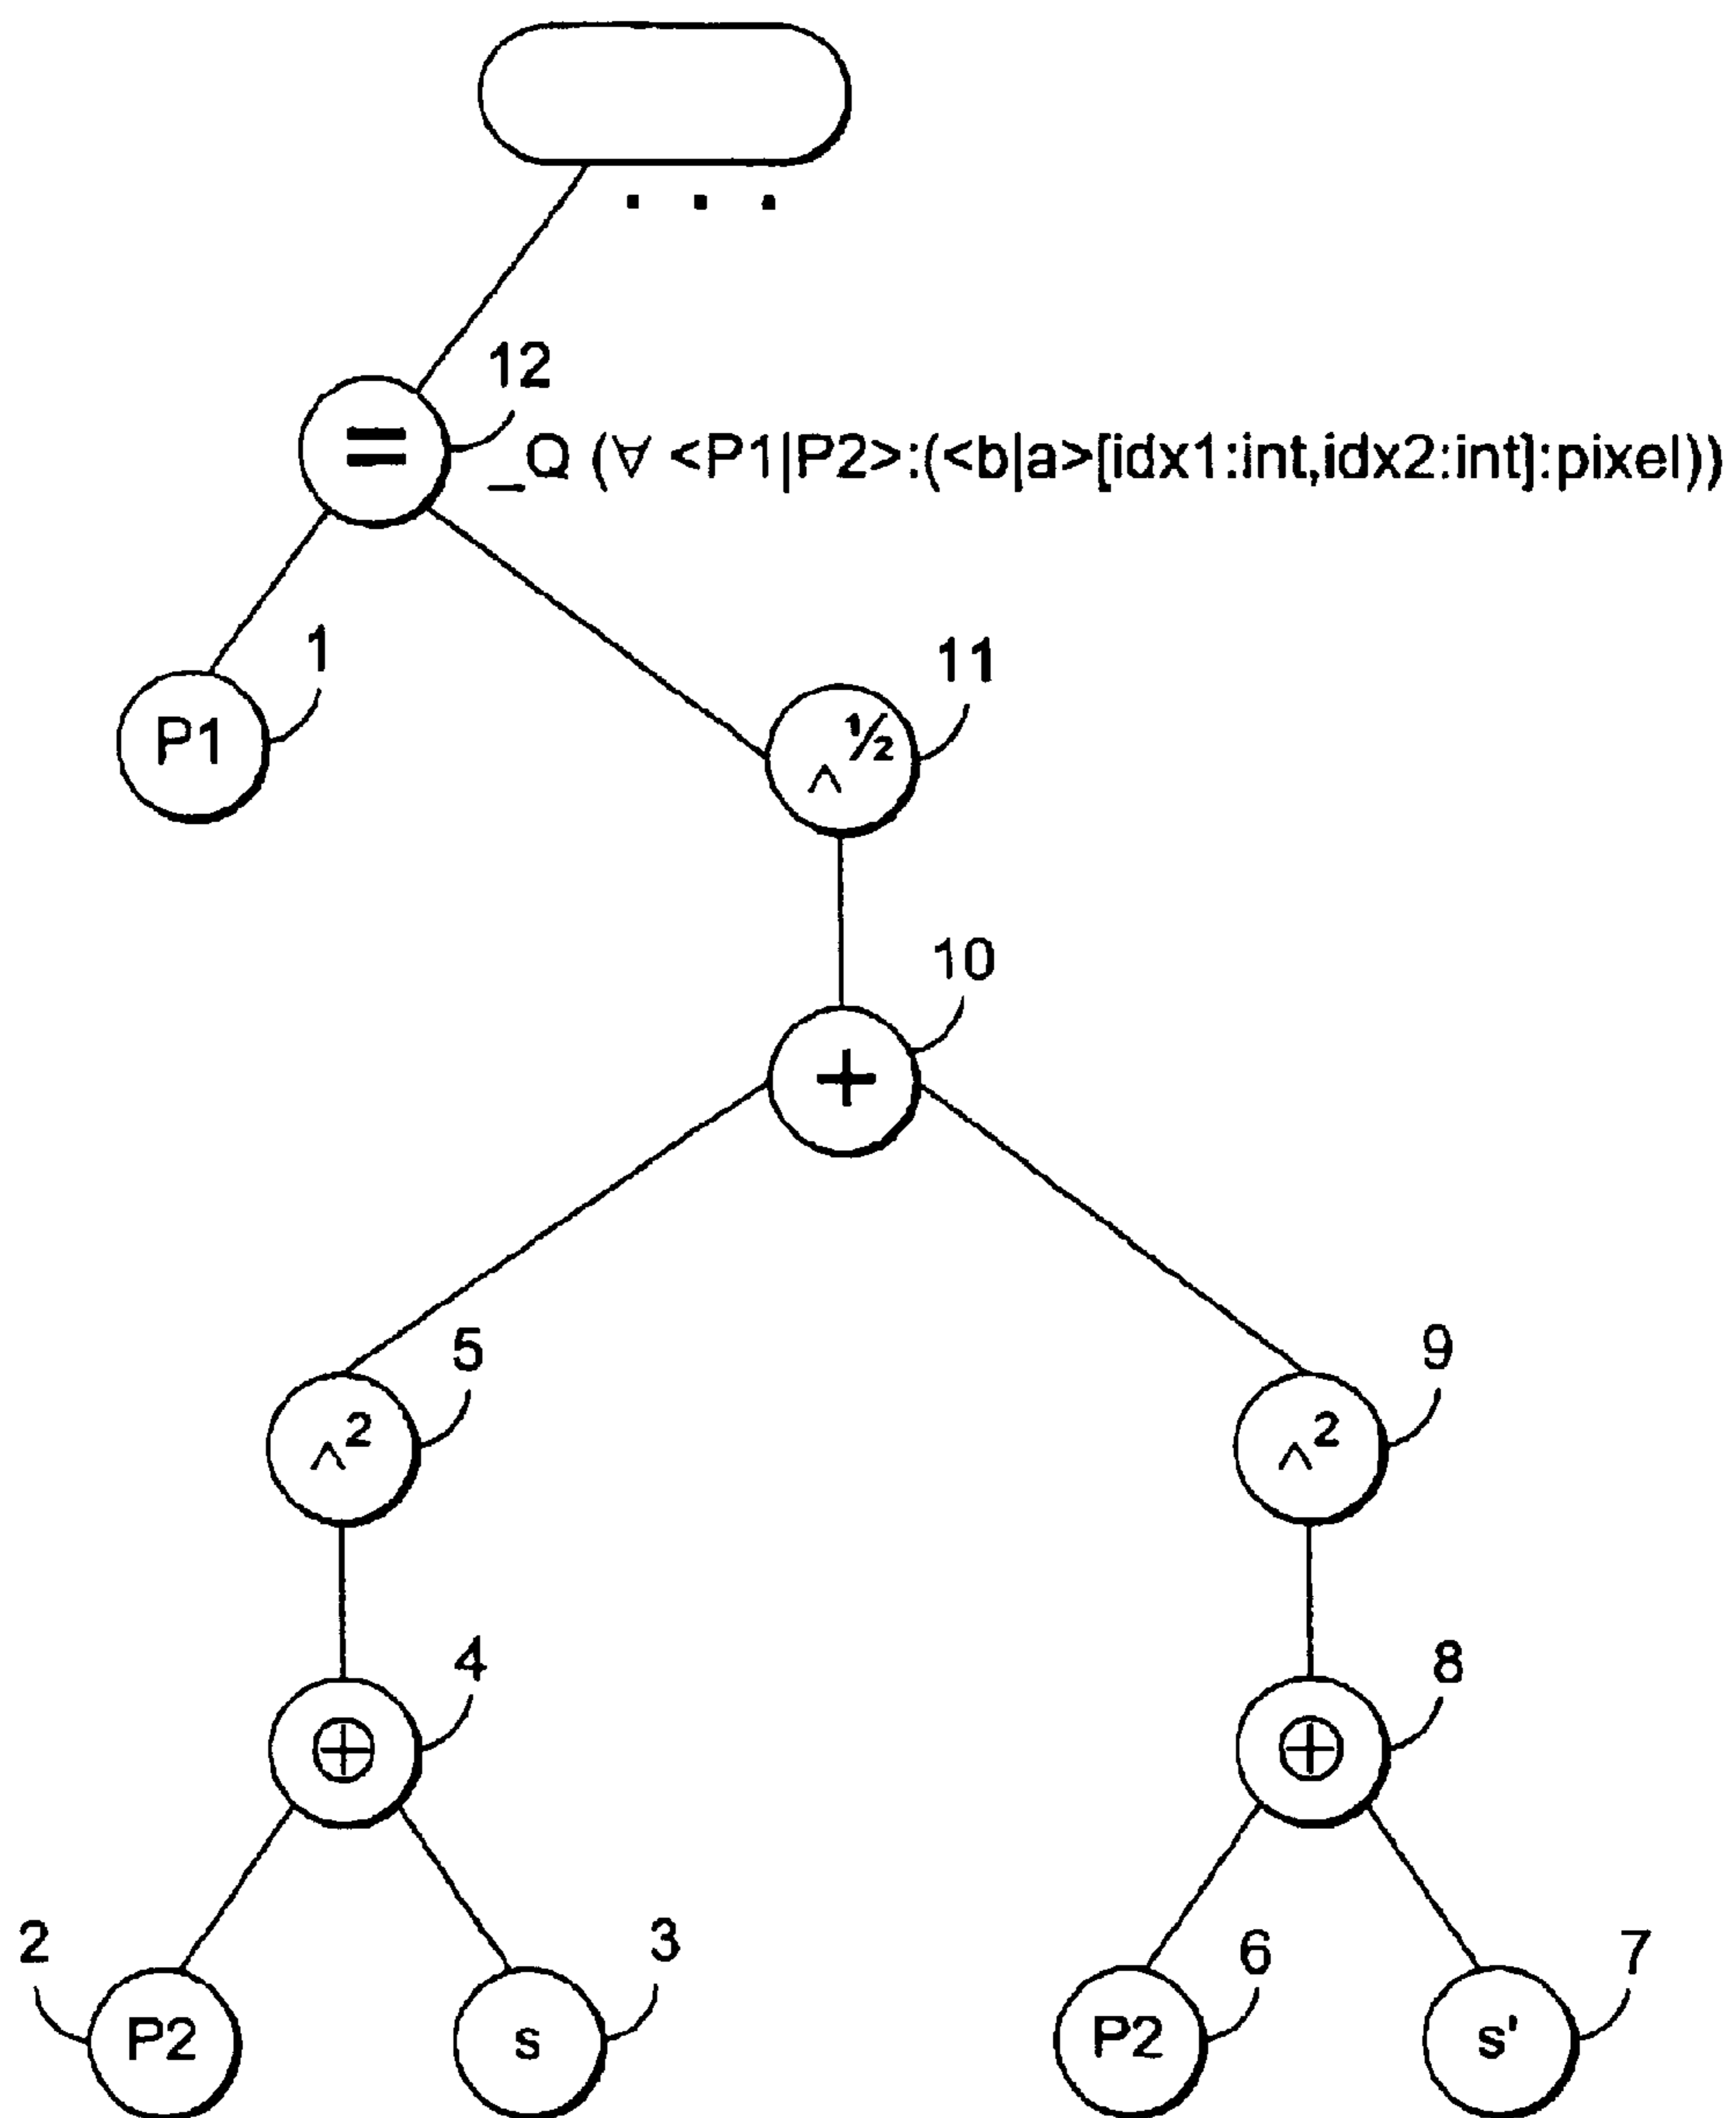 . . .
12
= _Q (∀ <P1|P2>:(<b|a>[idx1:int,idx2:int]:pixel))
1
11
P1
^½
10
+
5
9
^2
^2
4
8
⊕
⊕
2
3
6
7
P2
s
P2
s'